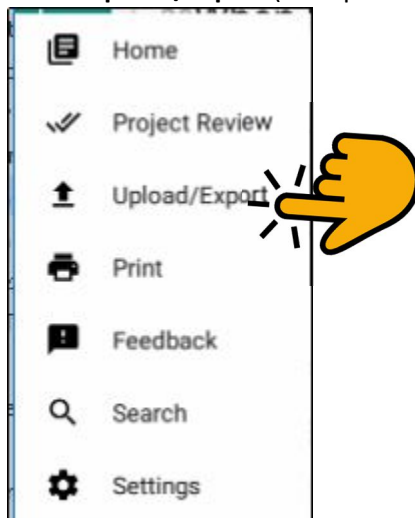 Home
Project Review
Upload/Export
Print
Feedback
Search
Settings